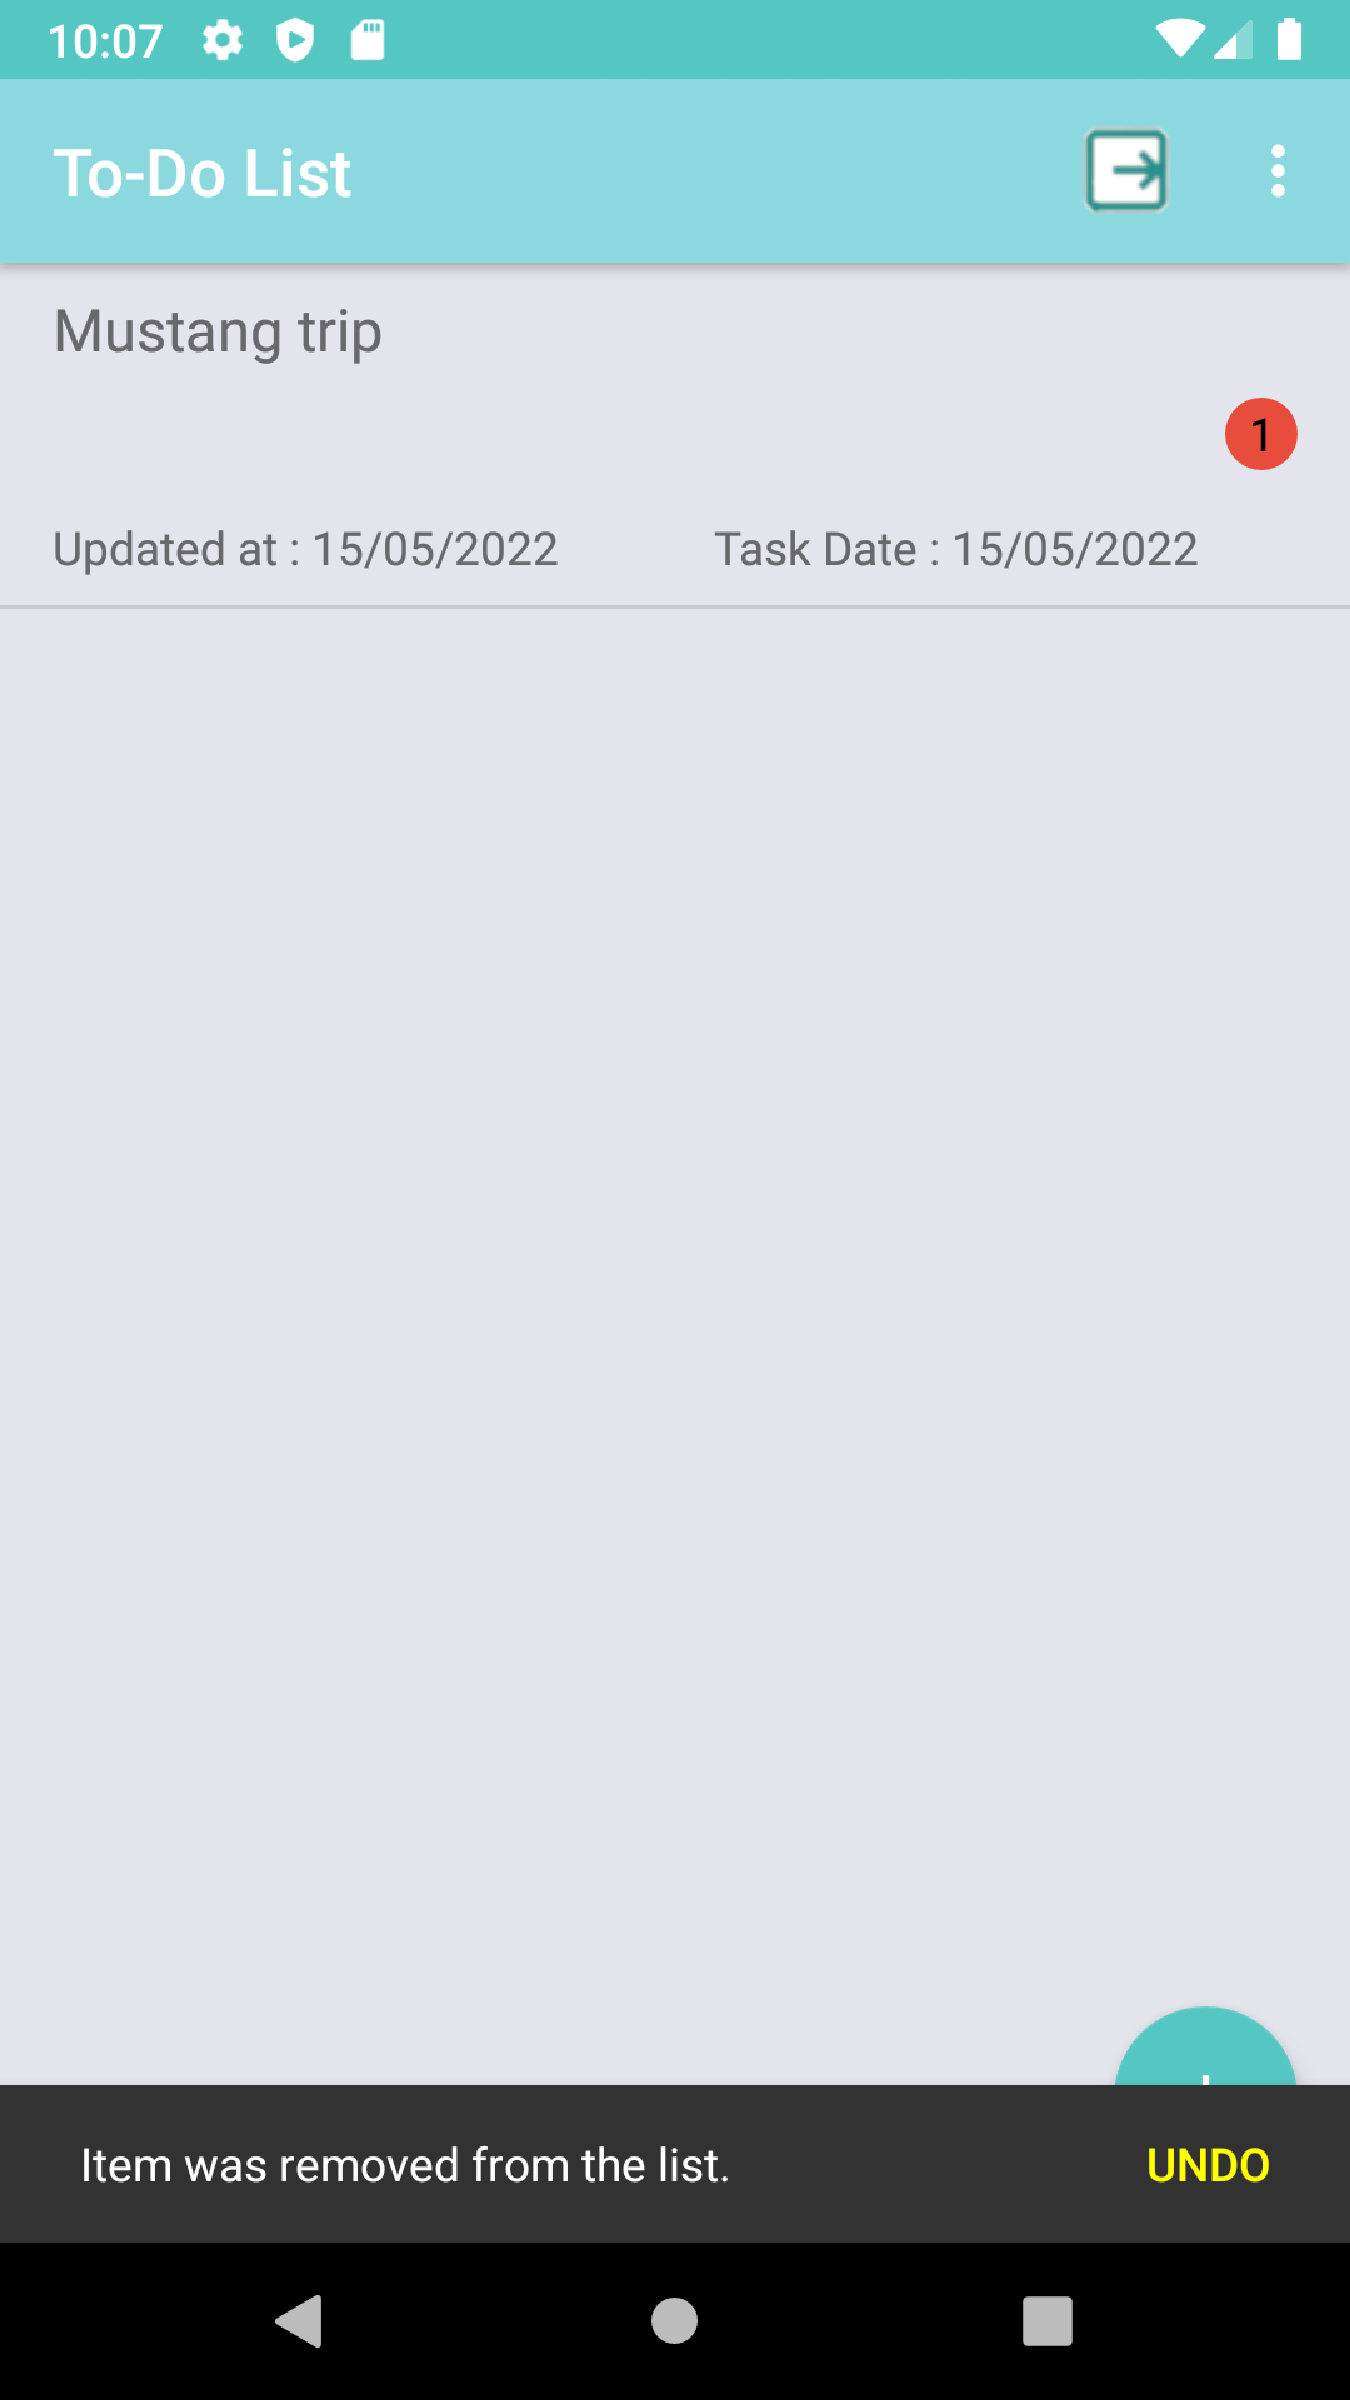 10:07
To-Do List
Mustang trip
1
Updated at : 15/05/2022 Task Date : 15/05/2022
Item was removed from the list. UNDO